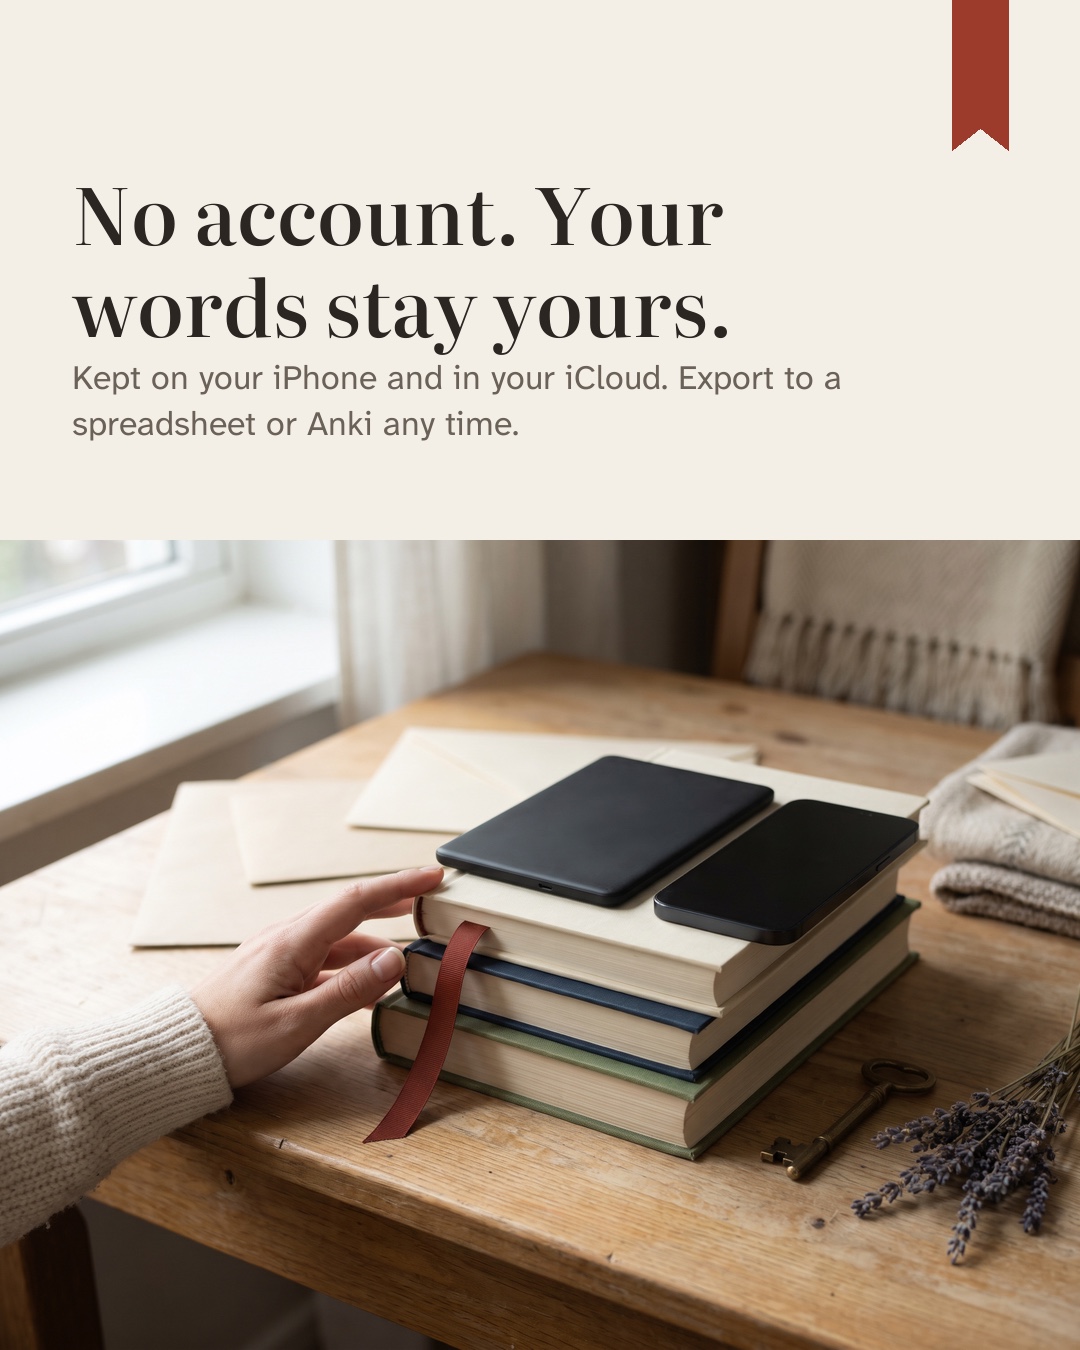 No account. Your
words stay yours.
Kept on your iPhone and in your iCloud. Export to a
spreadsheet or Anki any time.